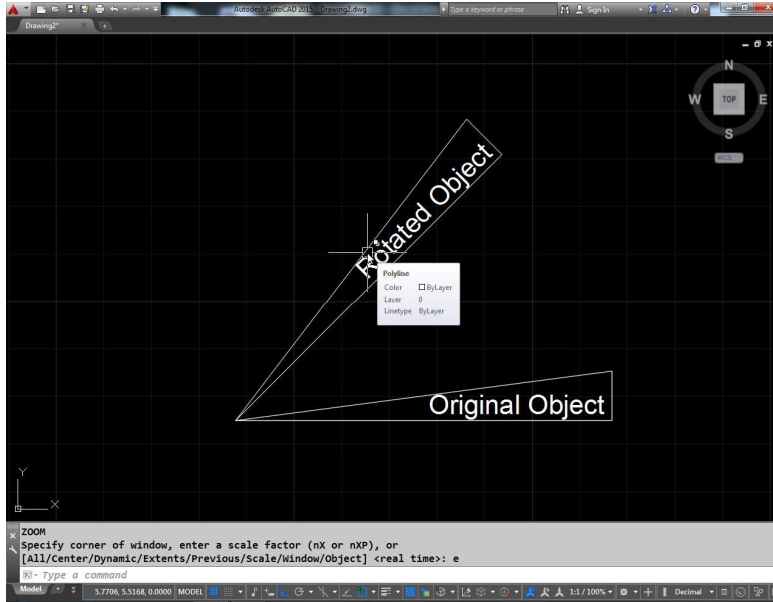 Autodesk AutoCAD 2015 Drawing2.dwg
Type a keyword or phrase
Sign In
Drawing2*
N
W TOP E
S
WCS
Rotated Object
Polyline
Color ByLayer
Layer 0
Linetype ByLayer
Original Object
Y
X
ZOOM
Specify corner of window, enter a scale factor (nX or nXP), or
[All/Center/Dynamic/Extents/Previous/Scale/Window/Object] <real time>: e
Type a command
Model
5.7706, 5.5168, 0.0000 MODEL 1:1 / 100% Decimal